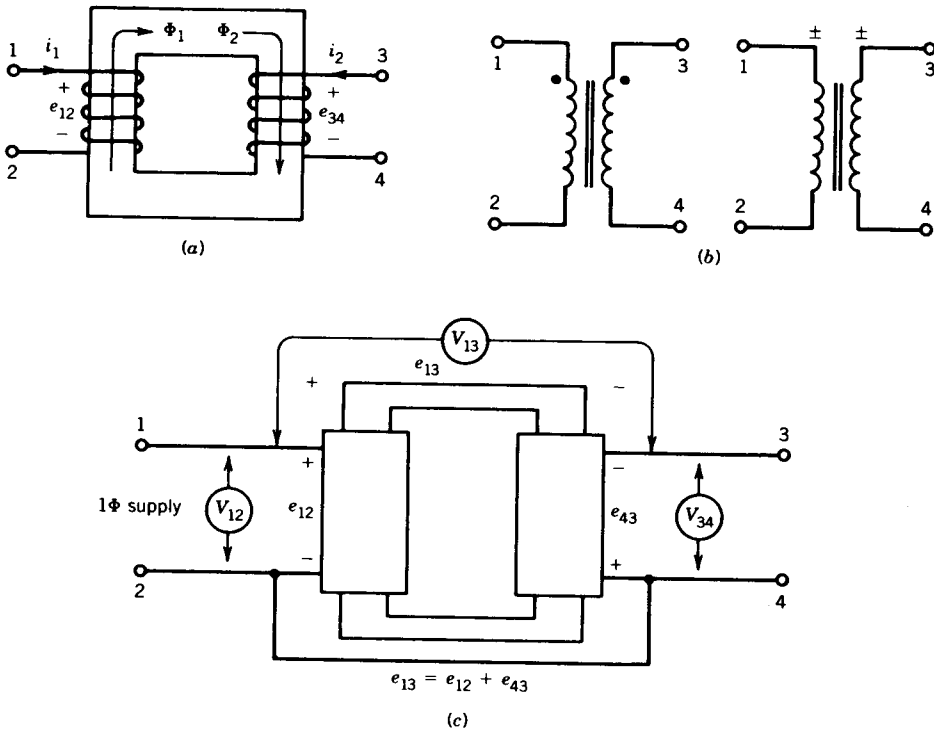 Φ1 Φ2
1 i1 i2 3
+ +
e12 e34
− −
2 4
(a)
± ±
1 3 1 3
2 4 2 4
(b)
V13
e13
+ −
1 3
+ −
1Φ supply V12 e12 e43 V34
− +
2 4
e13 = e12 + e43
(c)